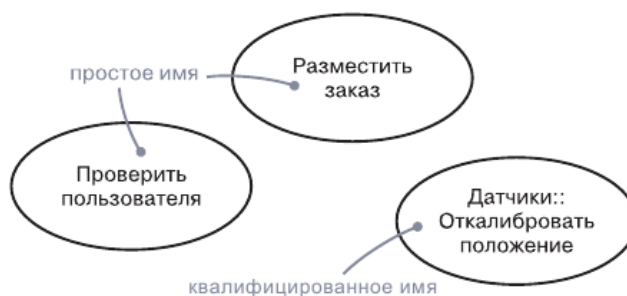 простое имя
Разместить
заказ
Проверить
пользователя
Датчики::
Откалибровать
положение
квалифицированное имя